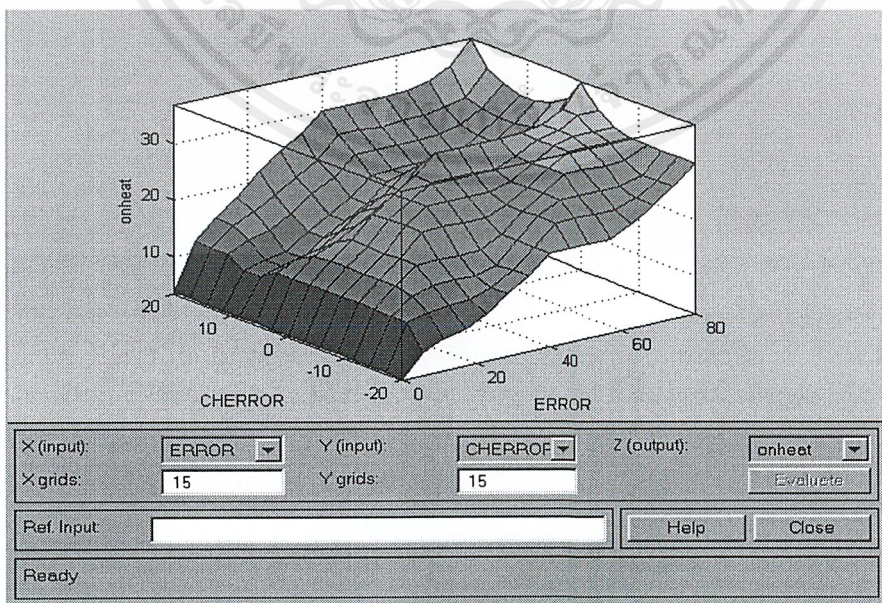 onheat
30
20
10
20
10
0
-10
-20
CHERROR
0
20
40
60
80
ERROR
X (input): ERROR Y (input): CHERROR Z (output): onheat
X grids: 15 Y grids: 15 Evaluate
Ref. Input: Help Close
Ready